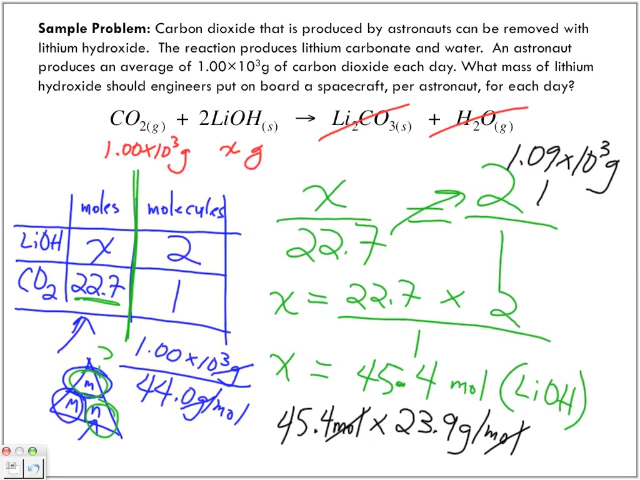 Sample Problem: Carbon dioxide that is produced by astronauts can be removed with
lithium hydroxide. The reaction produces lithium carbonate and water. An astronaut
produces an average of 1.00×10³g of carbon dioxide each day. What mass of lithium
hydroxide should engineers put on board a spacecraft, per astronaut, for each day?
CO₂(g) + 2LiOH(s) → Li₂CO₃(s) + H₂O(g)
1.00×10³g x g
1.09×10³g
moles molecules
LiOH x 2
CO₂ 22.7 1
x/22.7 = 2/1
x = 22.7 × 2 / 1
1.00×10³g / 44.0g/mol
m
M n
x = 45.4 mol (LiOH)
45.4mol × 23.9g/mol